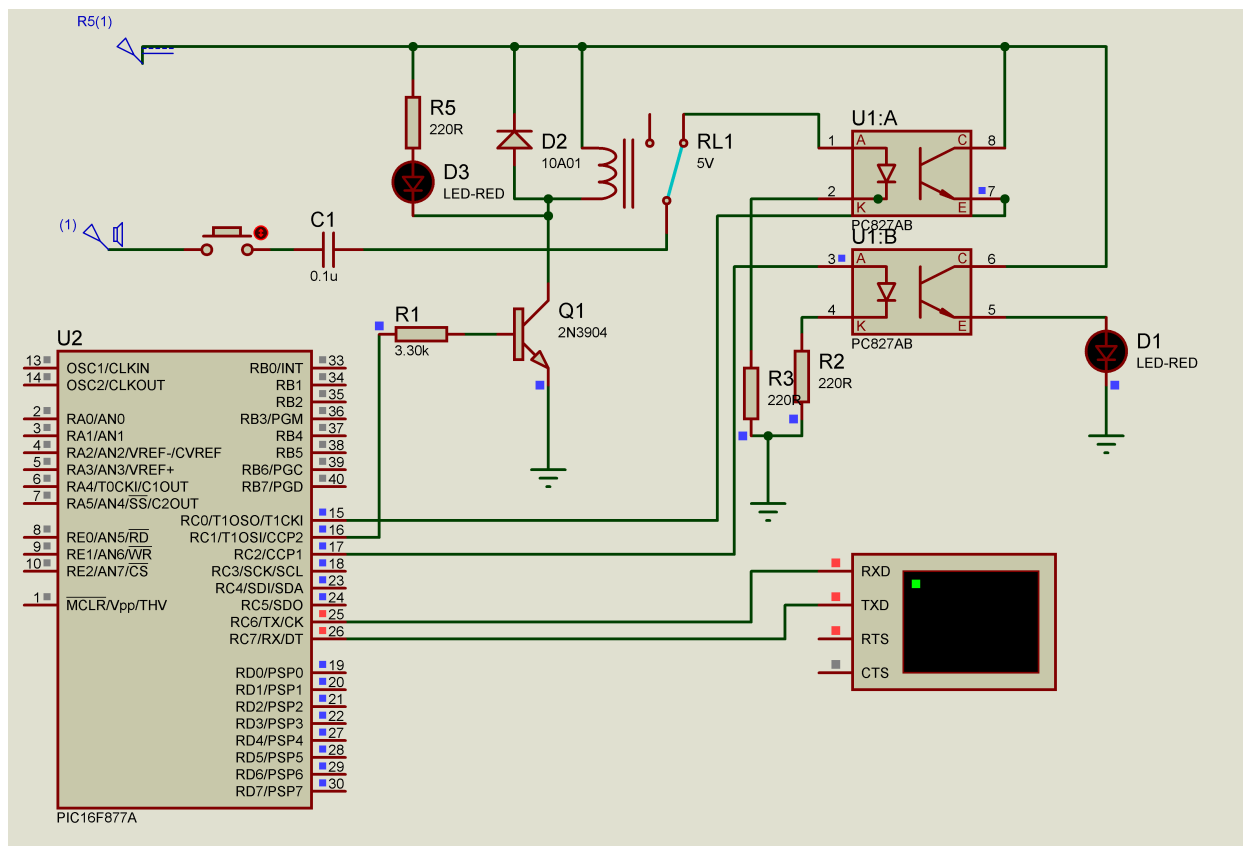 R5(1)
R5
220R
D3
LED-RED
D2
10A01
RL1
5V
U1:A
1
A
C
8
2
K
E
7
PC827AB
(1)
C1
0.1u
U1:B
3
A
C
6
4
K
E
5
PC827AB
R1
3.30k
Q1
2N3904
R3
220R
R2
220R
D1
LED-RED
U2
13 OSC1/CLKIN RB0/INT 33
14 OSC2/CLKOUT RB1 34
RB2 35
2 RA0/AN0 RB3/PGM 36
3 RA1/AN1 RB4 37
4 RA2/AN2/VREF-/CVREF RB5 38
5 RA3/AN3/VREF+ RB6/PGC 39
6 RA4/T0CKI/C1OUT RB7/PGD 40
7 RA5/AN4/SS/C2OUT
RC0/T1OSO/T1CKI 15
8 RE0/AN5/RD RC1/T1OSI/CCP2 16
9 RE1/AN6/WR RC2/CCP1 17
10 RE2/AN7/CS RC3/SCK/SCL 18
RC4/SDI/SDA 23
1 MCLR/Vpp/THV RC5/SDO 24
RC6/TX/CK 25
RC7/RX/DT 26
RD0/PSP0 19
RD1/PSP1 20
RD2/PSP2 21
RD3/PSP3 22
RD4/PSP4 27
RD5/PSP5 28
RD6/PSP6 29
RD7/PSP7 30
PIC16F877A
RXD
TXD
RTS
CTS